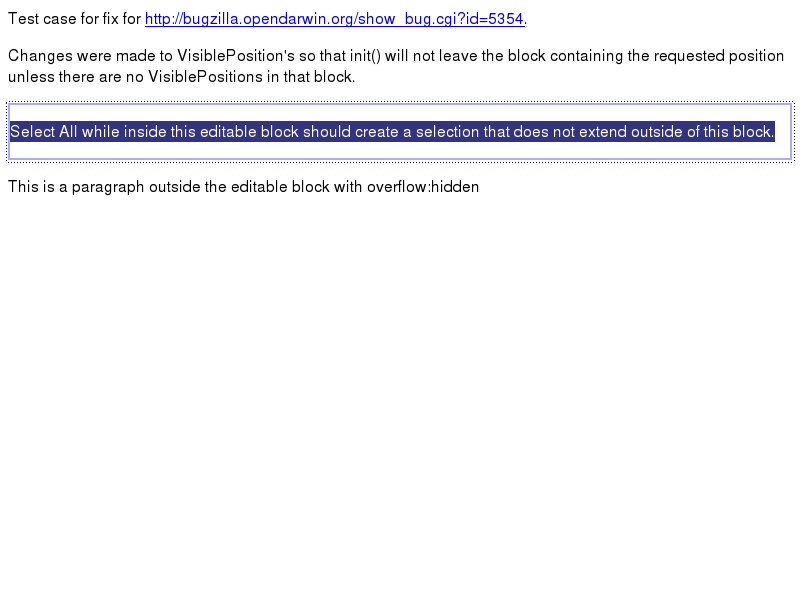 Test case for fix for http://bugzilla.opendarwin.org/show_bug.cgi?id=5354.
Changes were made to VisiblePosition's so that init() will not leave the block containing the requested position
unless there are no VisiblePositions in that block.
Select All while inside this editable block should create a selection that does not extend outside of this block.
This is a paragraph outside the editable block with overflow:hidden